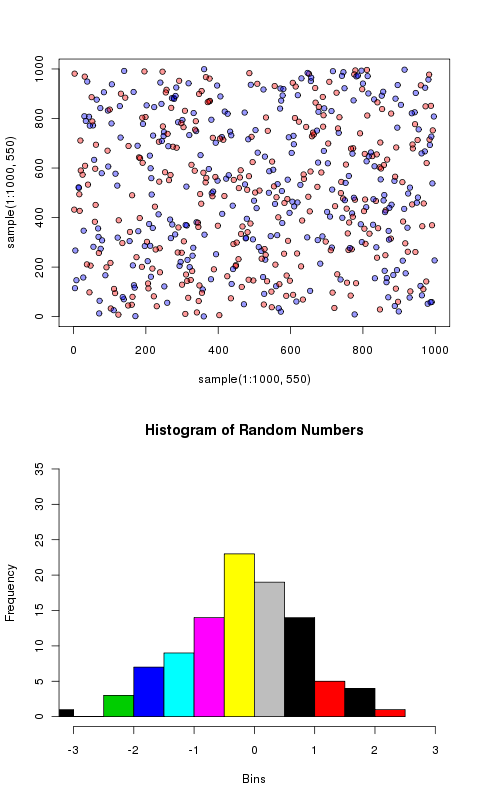 1000
800
600
400
200
0
sample(1:1000, 550)
0 200 400 600 800 1000
sample(1:1000, 550)
Histogram of Random Numbers
35
30
25
20
15
10
5
0
Frequency
-3 -2 -1 0 1 2 3
Bins